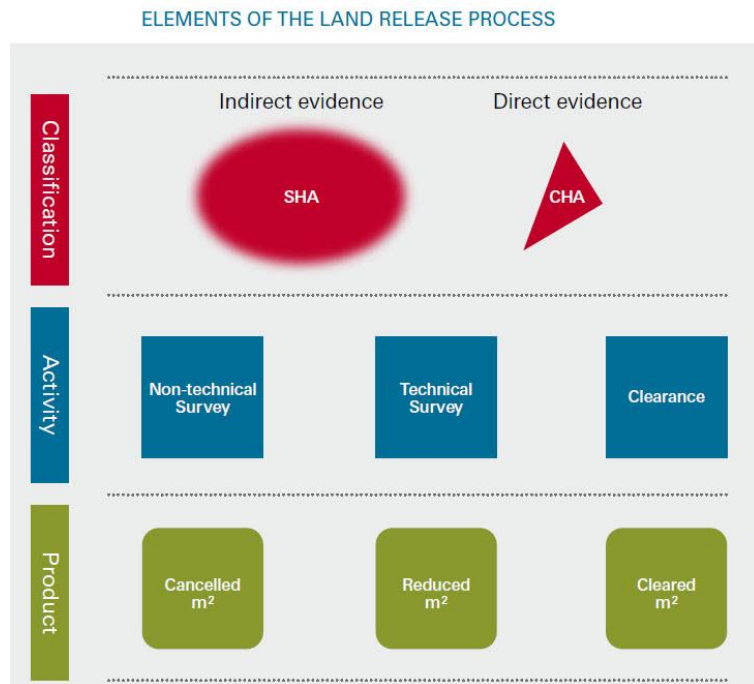 ELEMENTS OF THE LAND RELEASE PROCESS
Classification
Indirect evidence
Direct evidence
SHA
CHA
Activity
Non-technical
Survey
Technical
Survey
Clearance
Product
Cancelled
m²
Reduced
m²
Cleared
m²